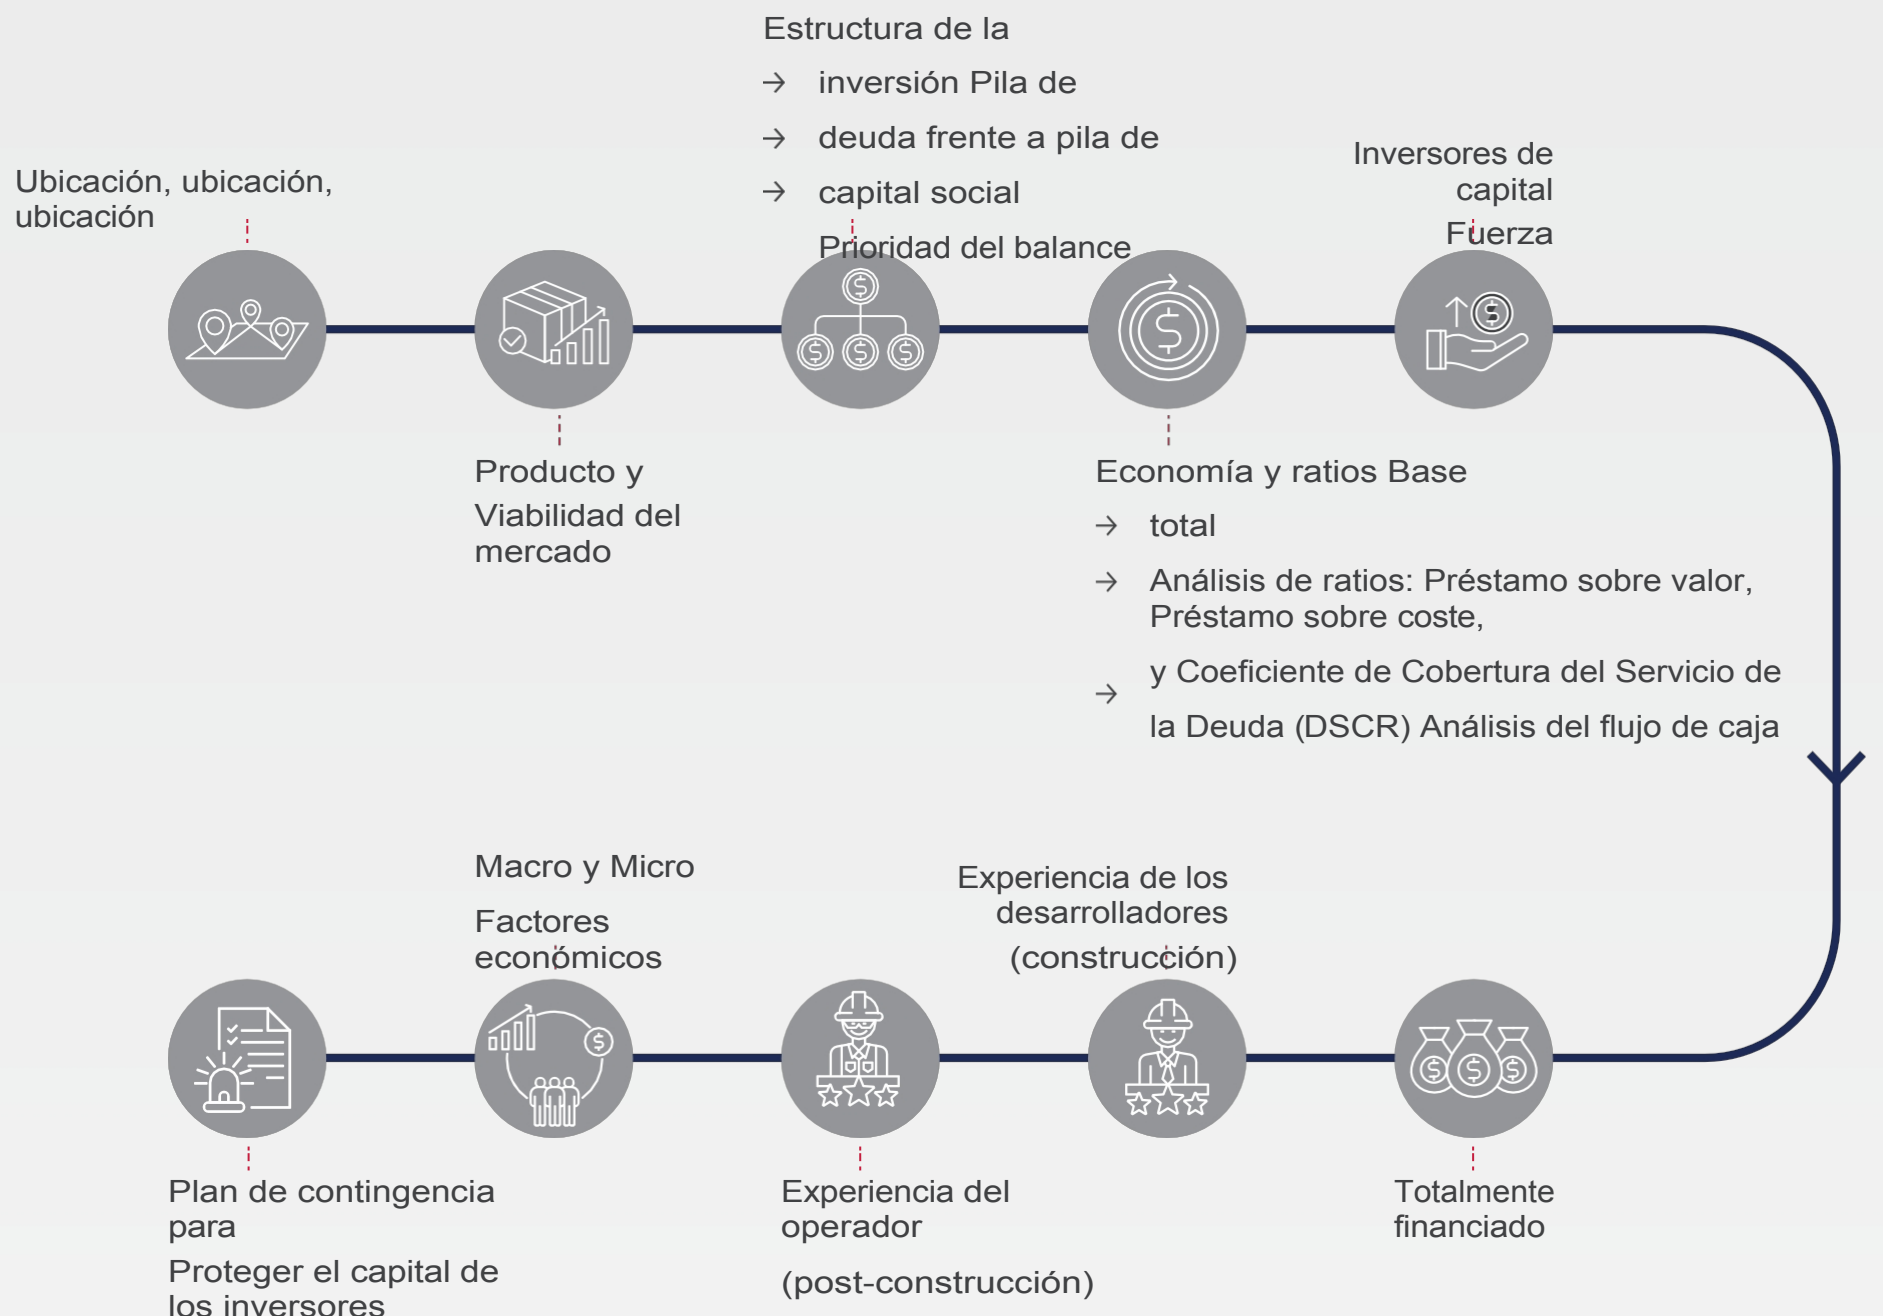 Ubicación, ubicación,
ubicación
Producto y
Viabilidad del
mercado
Estructura de la
→ inversión Pila de
→ deuda frente a pila de
→ capital social
Prioridad del balance
Economía y ratios Base
→ total
→ Análisis de ratios: Préstamo sobre valor,
Préstamo sobre coste,
→ y Coeficiente de Cobertura del Servicio de
la Deuda (DSCR) Análisis del flujo de caja
Inversores de
capital
Fuerza
Totalmente
financiado
Experiencia de los
desarrolladores
(construcción)
Experiencia del
operador
(post-construcción)
Macro y Micro
Factores
económicos
Plan de contingencia
para
Proteger el capital de
los inversores